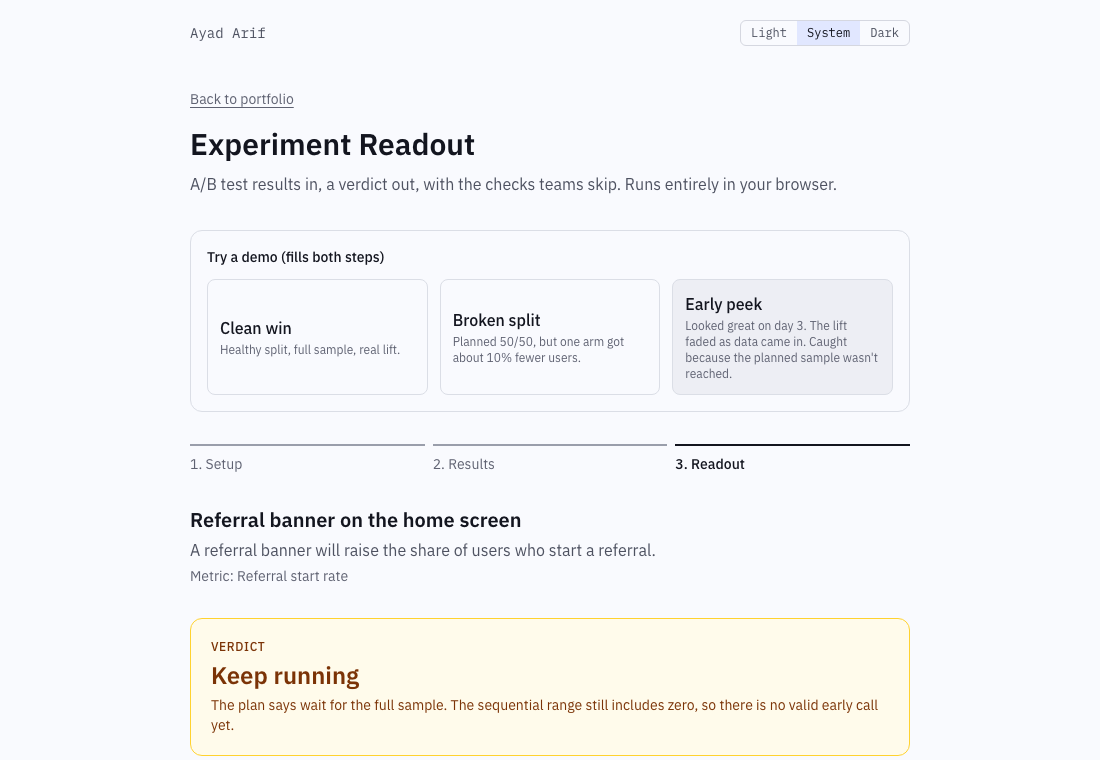 Ayad Arif
Light System Dark
Back to portfolio
Experiment Readout
A/B test results in, a verdict out, with the checks teams skip. Runs entirely in your browser.
Try a demo (fills both steps)
Clean win
Healthy split, full sample, real lift.
Broken split
Planned 50/50, but one arm got
about 10% fewer users.
Early peek
Looked great on day 3. The lift
faded as data came in. Caught
because the planned sample wasn't
reached.
1. Setup
2. Results
3. Readout
Referral banner on the home screen
A referral banner will raise the share of users who start a referral.
Metric: Referral start rate
VERDICT
Keep running
The plan says wait for the full sample. The sequential range still includes zero, so there is no valid early call
yet.